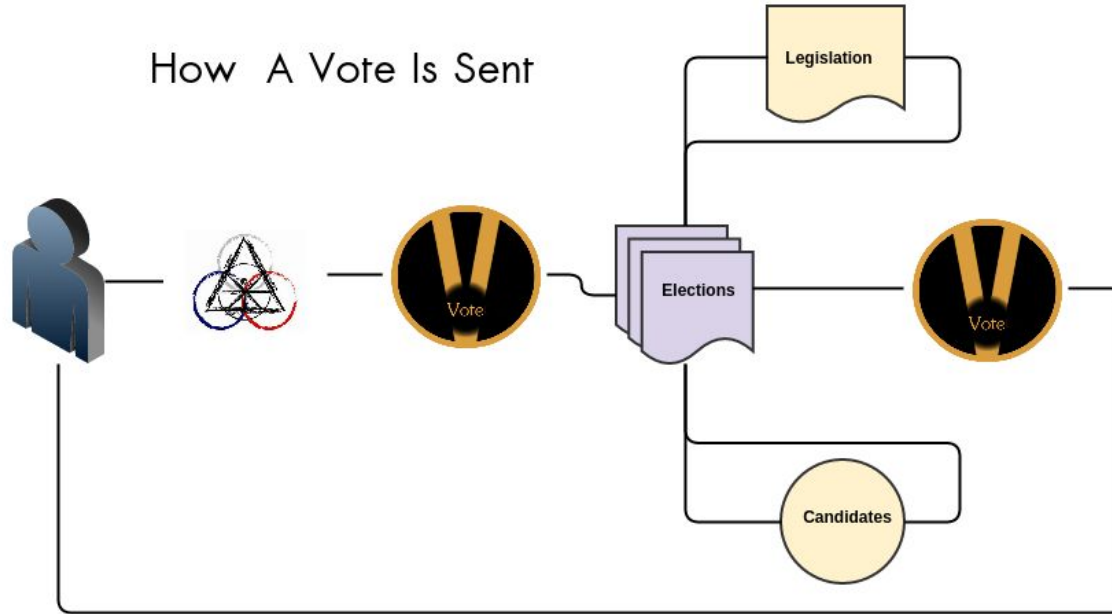 How A Vote Is Sent
Legislation
Vote
Elections
Vote
Candidates